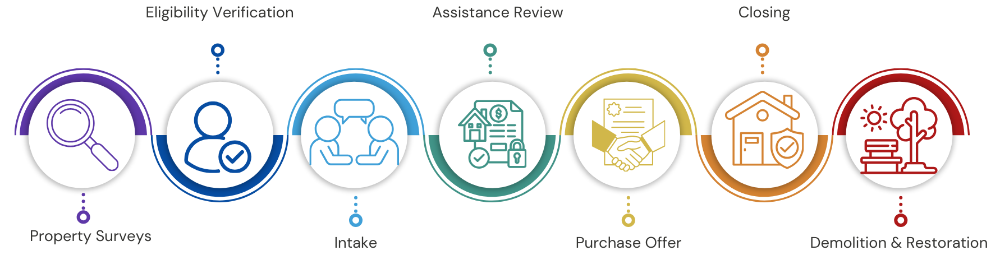 Property Surveys
Eligibility Verification
Intake
Assistance Review
Purchase Offer
Closing
Demolition & Restoration